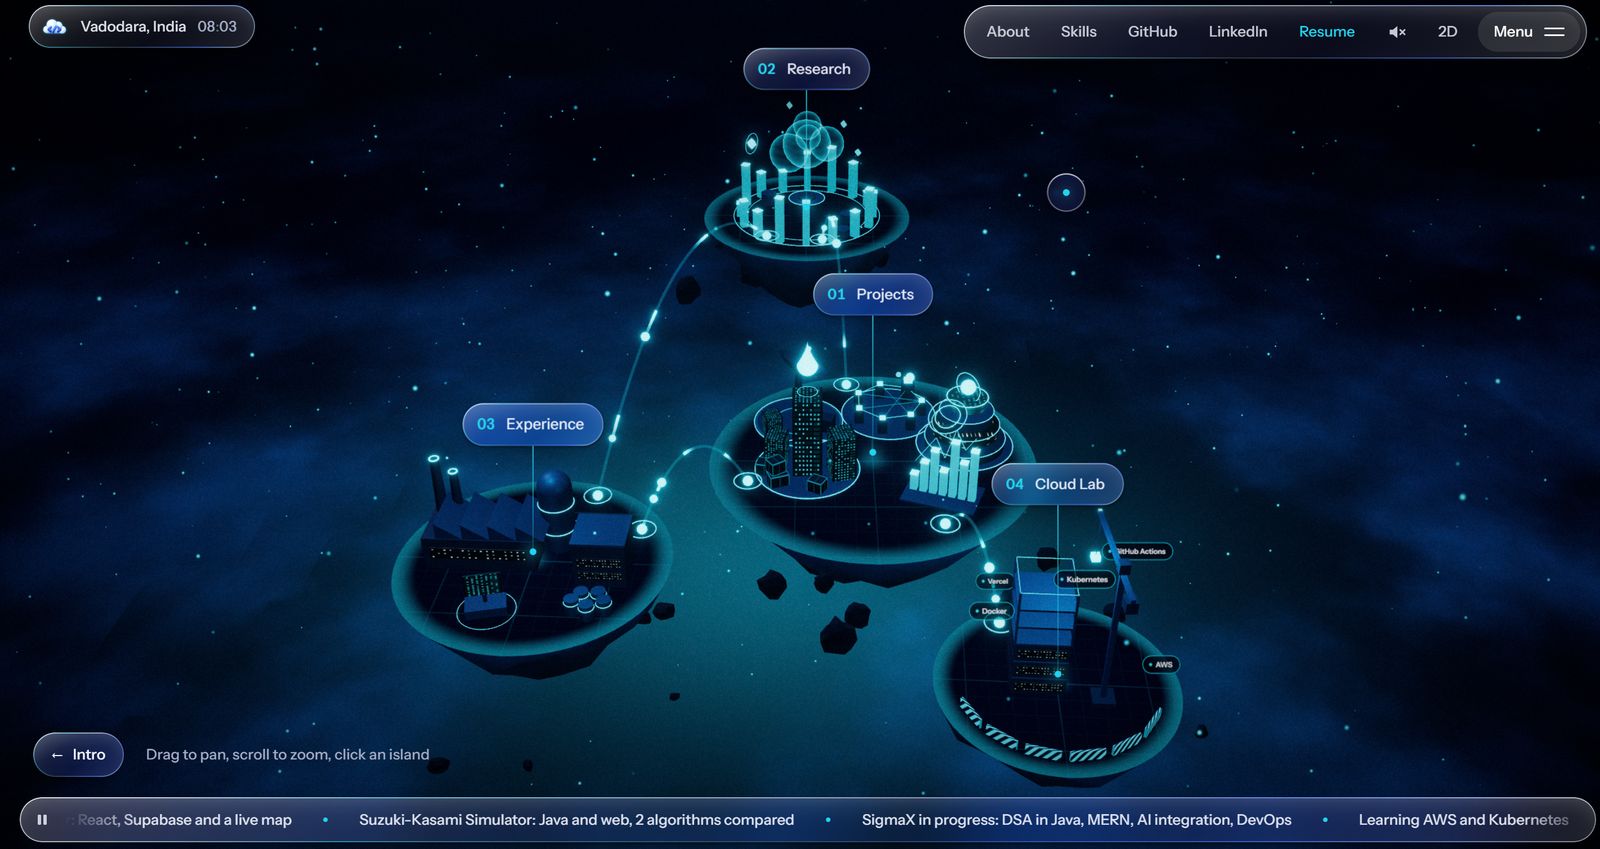 Vadodara, India 08:03
About Skills GitHub LinkedIn Resume 2D Menu
02 Research
01 Projects
03 Experience
04 Cloud Lab
GitHub Actions
Vercel
Kubernetes
Docker
AWS
← Intro
Drag to pan, scroll to zoom, click an island
: React, Supabase and a live map • Suzuki-Kasami Simulator: Java and web, 2 algorithms compared • SigmaX in progress: DSA in Java, MERN, AI integration, DevOps • Learning AWS and Kubernetes